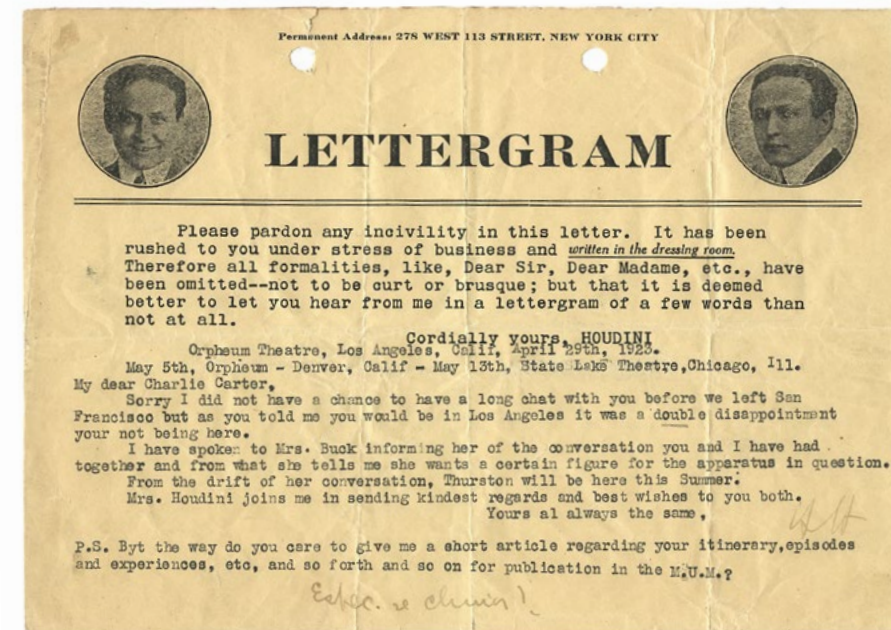 Permanent Address: 278 WEST 113 STREET, NEW YORK CITY
LETTERGRAM
Please pardon any incivility in this letter. It has been
rushed to you under stress of business and written in the dressing room.
Therefore all formalities, like, Dear Sir, Dear Madame, etc., have
been omitted--not to be curt or brusque; but that it is deemed
better to let you hear from me in a lettergram of a few words than
not at all.
Cordially yours, HOUDINI
Orpheum Theatre, Los Angeles, Calif, April 29th, 1923.
May 5th, Orpheum - Denver, Calif - May 13th, State Lake Theatre,Chicago, Ill.
My dear Charlie Carter,
Sorry I did not have a chance to have a long chat with you before we left San
Francisco but as you told me you would be in Los Angeles it was a double disappointment
your not being here.
I have spoken to Mrs. Buck informing her of the conversation you and I have had
together and from what she tells me she wants a certain figure for the apparatus in question.
From the drift of her conversation, Thurston will be here this Summer.
Mrs. Houdini joins me in sending kindest regards and best wishes to you both.
Yours al always the same,
HH
P.S. Byt the way do you care to give me a short article regarding your itinerary,episodes
and experiences, etc, and so forth and so on for publication in the M.U.M.?